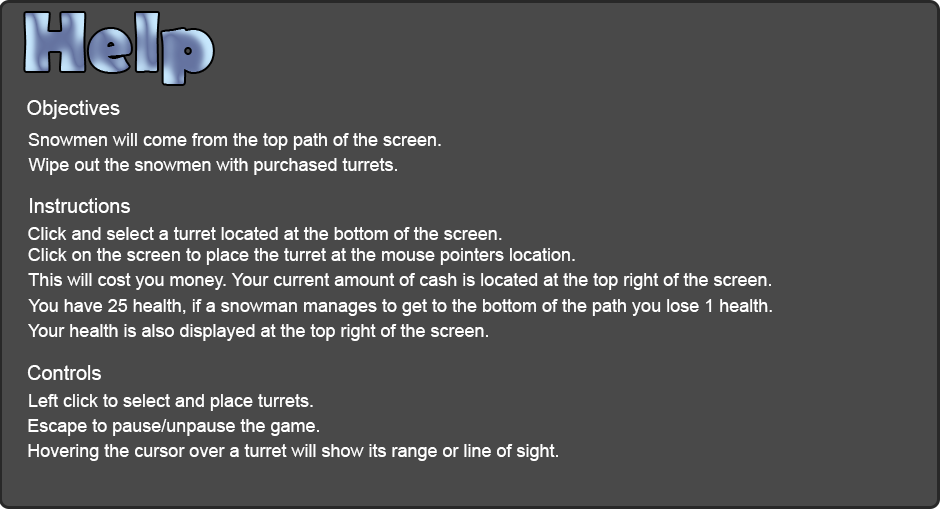 Help
Objectives
Snowmen will come from the top path of the screen.
Wipe out the snowmen with purchased turrets.
Instructions
Click and select a turret located at the bottom of the screen.
Click on the screen to place the turret at the mouse pointers location.
This will cost you money. Your current amount of cash is located at the top right of the screen.
You have 25 health, if a snowman manages to get to the bottom of the path you lose 1 health.
Your health is also displayed at the top right of the screen.
Controls
Left click to select and place turrets.
Escape to pause/unpause the game.
Hovering the cursor over a turret will show its range or line of sight.